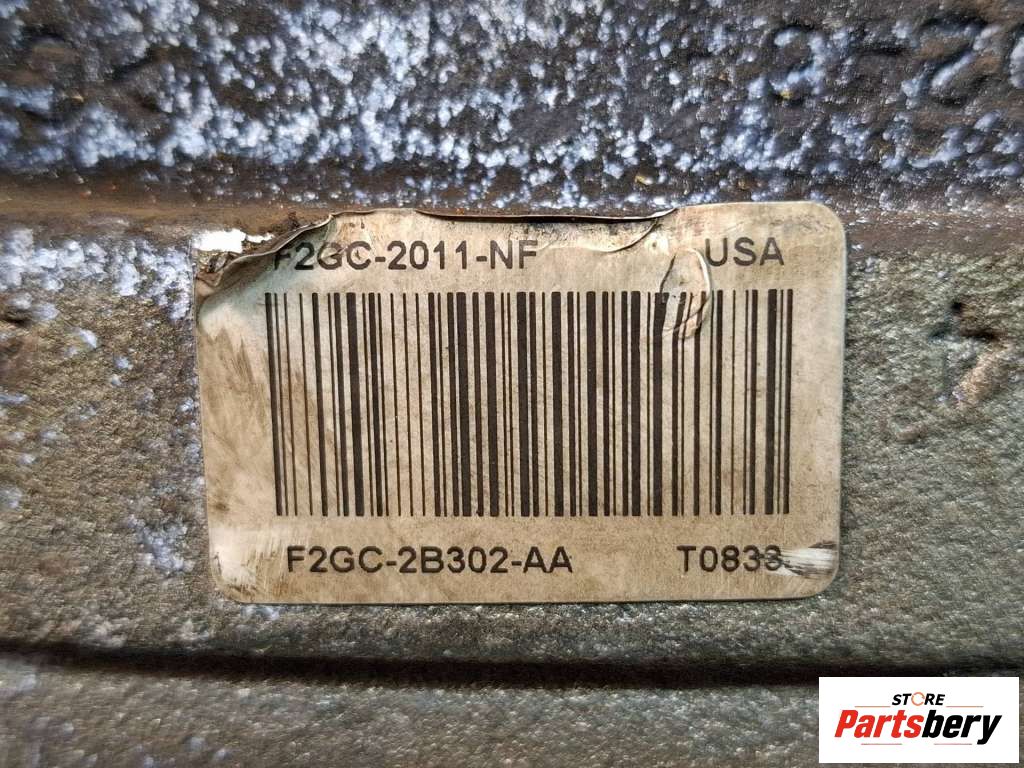 F2GC-2011-NF USA
F2GC-2B302-AA T0833
STORE
Partsbery